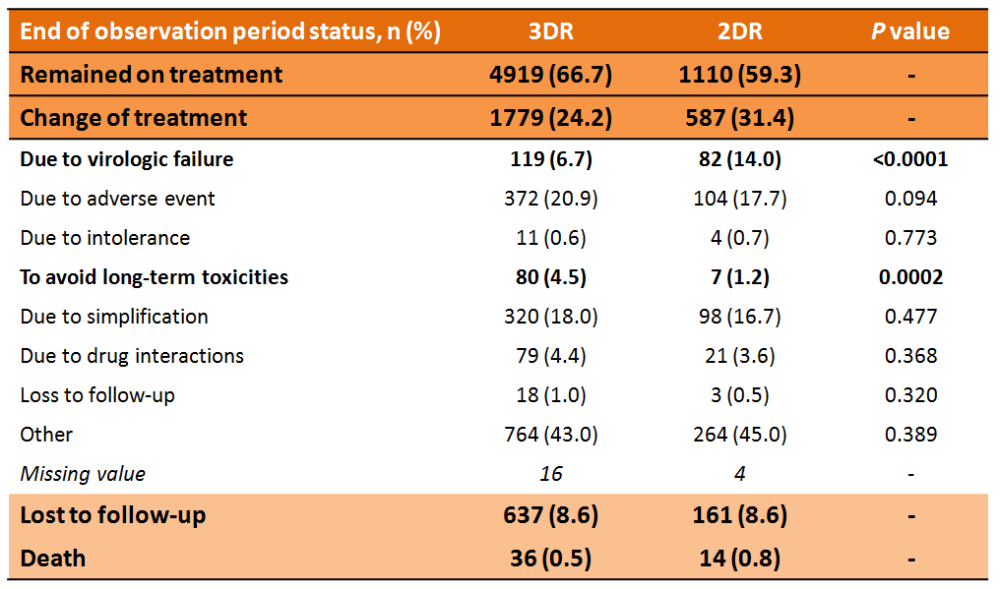 End of observation period status, n (%) 3DR 2DR P value
Remained on treatment 4919 (66.7) 1110 (59.3) -
Change of treatment 1779 (24.2) 587 (31.4) -
Due to virologic failure 119 (6.7) 82 (14.0) <0.0001
Due to adverse event 372 (20.9) 104 (17.7) 0.094
Due to intolerance 11 (0.6) 4 (0.7) 0.773
To avoid long-term toxicities 80 (4.5) 7 (1.2) 0.0002
Due to simplification 320 (18.0) 98 (16.7) 0.477
Due to drug interactions 79 (4.4) 21 (3.6) 0.368
Loss to follow-up 18 (1.0) 3 (0.5) 0.320
Other 764 (43.0) 264 (45.0) 0.389
Missing value 16 4 -
Lost to follow-up 637 (8.6) 161 (8.6) -
Death 36 (0.5) 14 (0.8) -